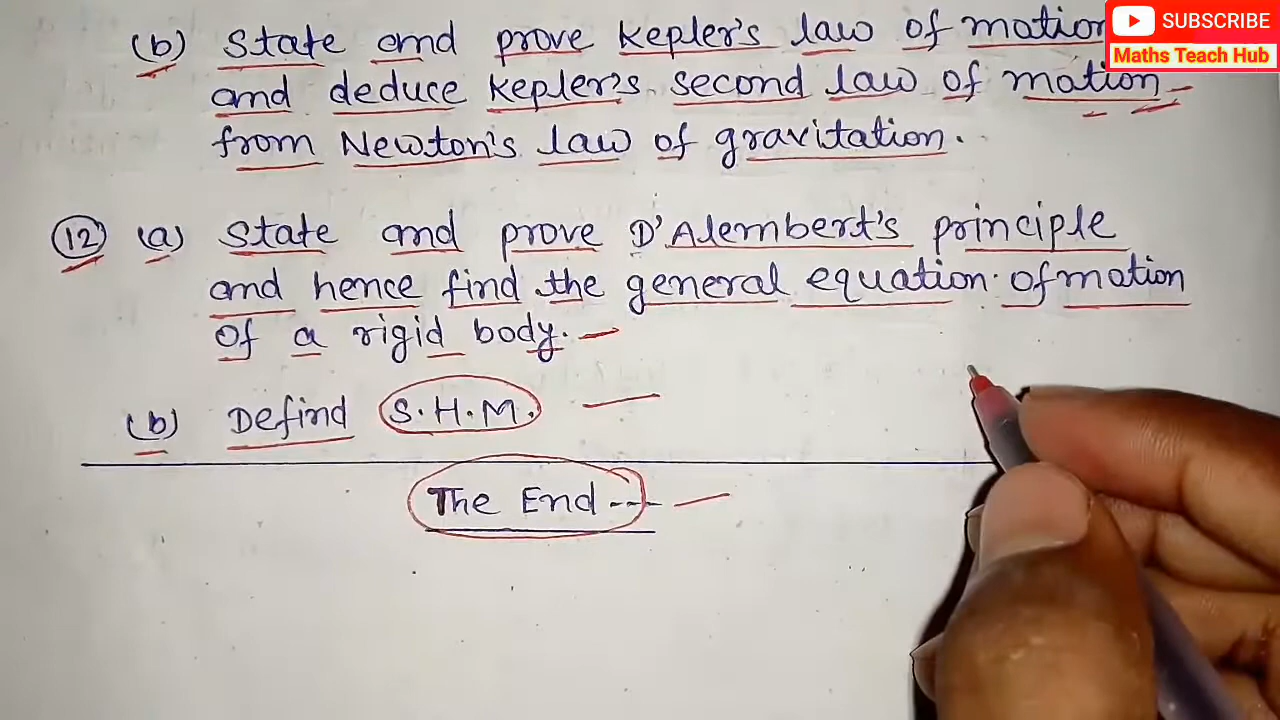 SUBSCRIBE
Maths Teach Hub
(b) State and prove Kepler's law of motion
and deduce Kepler's second law of motion
from Newton's law of gravitation.
12 (a) State and prove D'Alembert's principle
and hence find the general equation of motion
of a rigid body.
(b) Defind S.H.M.
The End ---